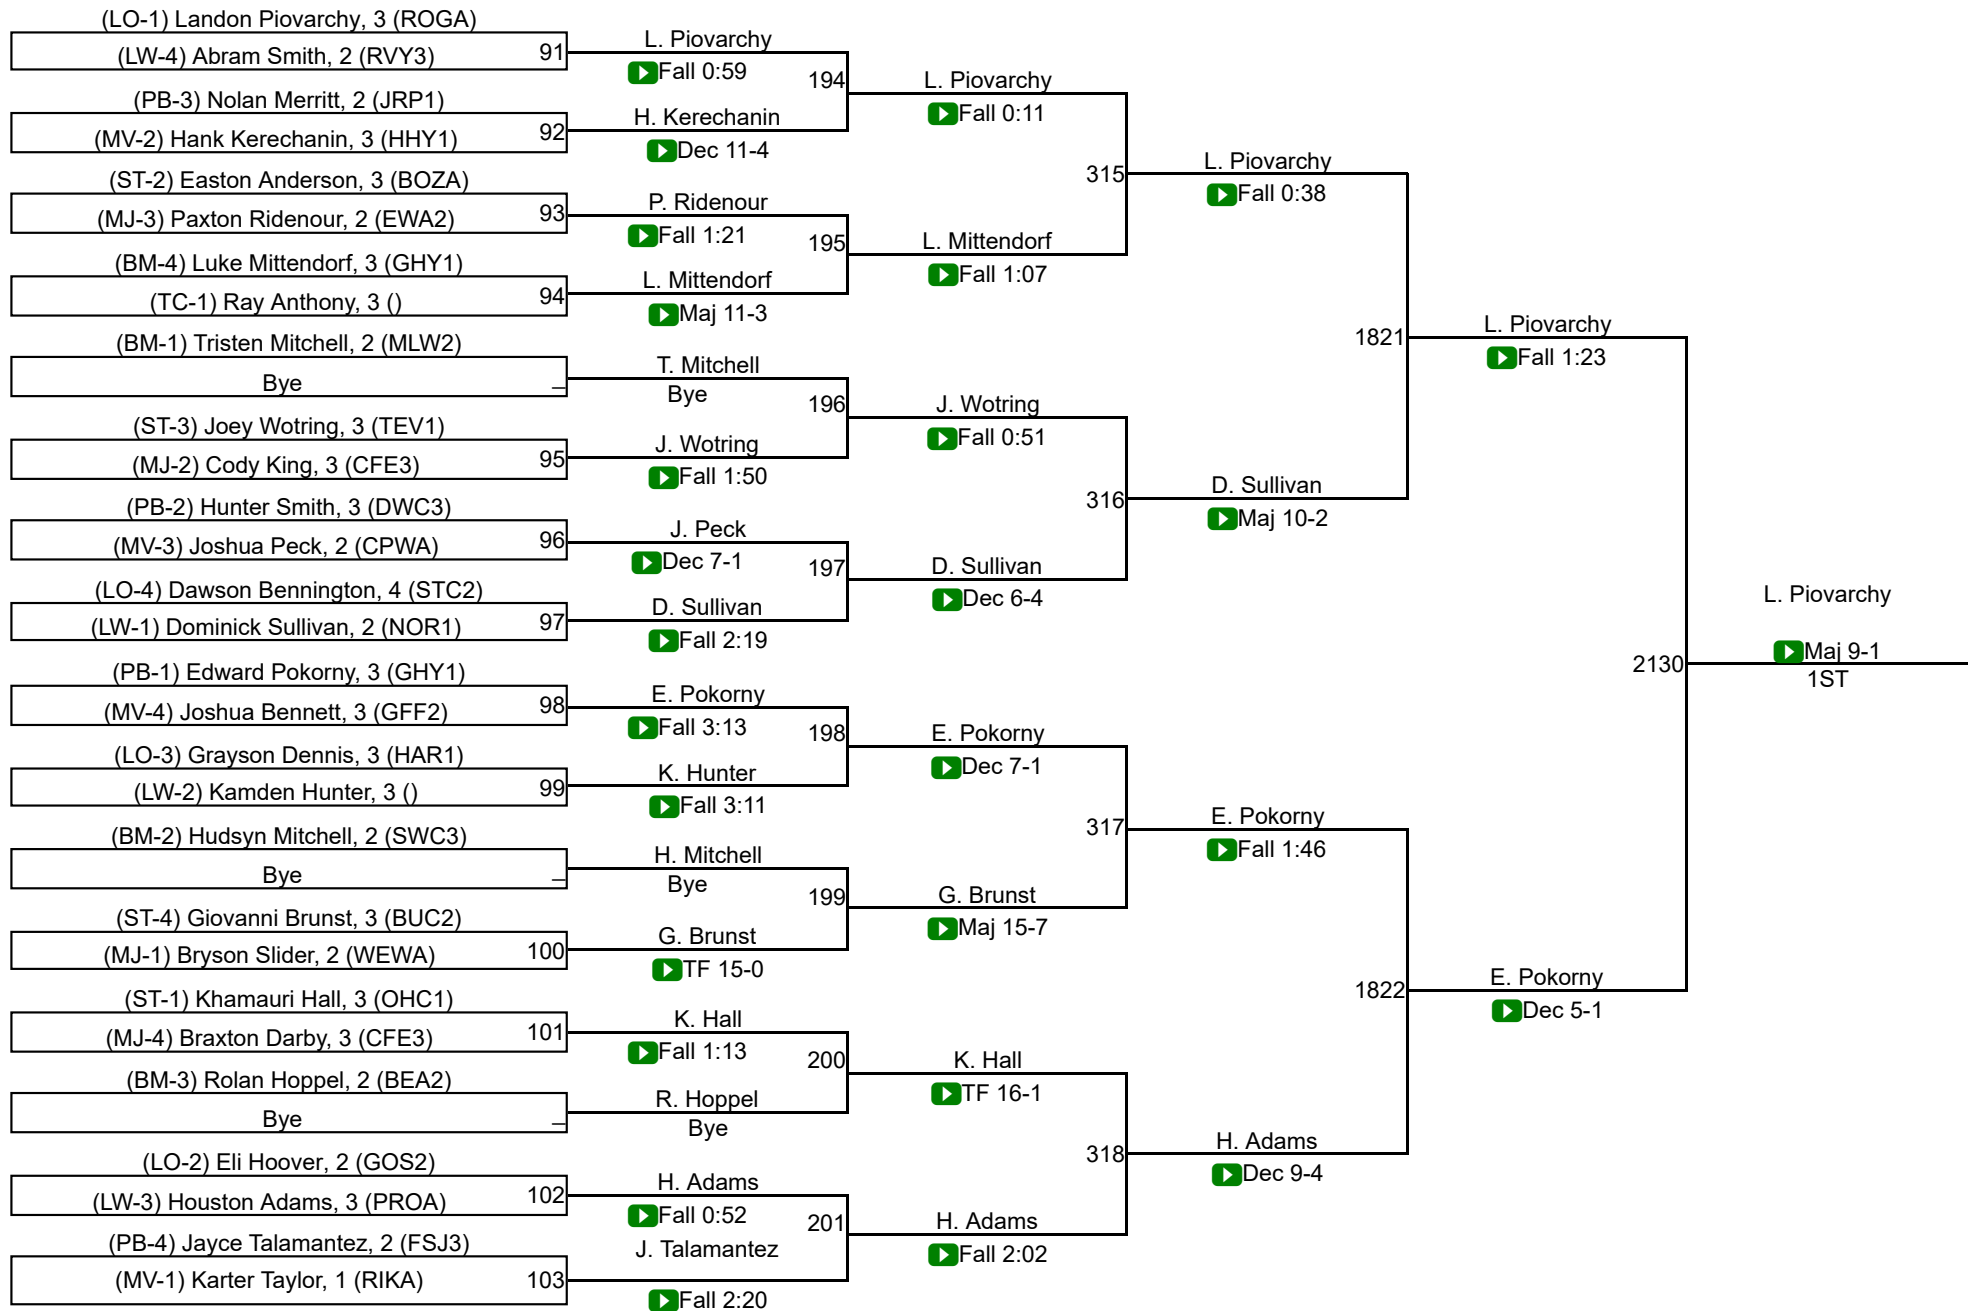 (LO-1) Landon Piovarchy, 3 (ROGA)
(LW-4) Abram Smith, 2 (RVY3)
91
(PB-3) Nolan Merritt, 2 (JRP1)
(MV-2) Hank Kerechanin, 3 (HHY1)
92
(ST-2) Easton Anderson, 3 (BOZA)
(MJ-3) Paxton Ridenour, 2 (EWA2)
93
(BM-4) Luke Mittendorf, 3 (GHY1)
(TC-1) Ray Anthony, 3 ()
94
(BM-1) Tristen Mitchell, 2 (MLW2)
Bye
_
(ST-3) Joey Wotring, 3 (TEV1)
(MJ-2) Cody King, 3 (CFE3)
95
(PB-2) Hunter Smith, 3 (DWC3)
(MV-3) Joshua Peck, 2 (CPWA)
96
(LO-4) Dawson Bennington, 4 (STC2)
(LW-1) Dominick Sullivan, 2 (NOR1)
97
(PB-1) Edward Pokorny, 3 (GHY1)
(MV-4) Joshua Bennett, 3 (GFF2)
98
(LO-3) Grayson Dennis, 3 (HAR1)
(LW-2) Kamden Hunter, 3 ()
99
(BM-2) Hudsyn Mitchell, 2 (SWC3)
Bye
_
(ST-4) Giovanni Brunst, 3 (BUC2)
(MJ-1) Bryson Slider, 2 (WEWA)
100
(ST-1) Khamauri Hall, 3 (OHC1)
(MJ-4) Braxton Darby, 3 (CFE3)
101
(BM-3) Rolan Hoppel, 2 (BEA2)
Bye
_
(LO-2) Eli Hoover, 2 (GOS2)
(LW-3) Houston Adams, 3 (PROA)
102
(PB-4) Jayce Talamantez, 2 (FSJ3)
(MV-1) Karter Taylor, 1 (RIKA)
103
L. Piovarchy
Fall 0:59
194
H. Kerechanin
Dec 11-4
P. Ridenour
Fall 1:21
195
L. Mittendorf
Maj 11-3
T. Mitchell
Bye
196
J. Wotring
Fall 1:50
J. Peck
Dec 7-1
197
D. Sullivan
Fall 2:19
E. Pokorny
Fall 3:13
198
K. Hunter
Fall 3:11
H. Mitchell
Bye
199
G. Brunst
TF 15-0
K. Hall
Fall 1:13
200
R. Hoppel
Bye
H. Adams
Fall 0:52
201
J. Talamantez
Fall 2:20
L. Piovarchy
Fall 0:11
315
L. Mittendorf
Fall 1:07
J. Wotring
Fall 0:51
316
D. Sullivan
Dec 6-4
E. Pokorny
Dec 7-1
317
G. Brunst
Maj 15-7
K. Hall
TF 16-1
318
H. Adams
Fall 2:02
L. Piovarchy
Fall 0:38
1821
D. Sullivan
Maj 10-2
E. Pokorny
Fall 1:46
1822
H. Adams
Dec 9-4
L. Piovarchy
Fall 1:23
2130
E. Pokorny
Dec 5-1
L. Piovarchy
Maj 9-1
1ST